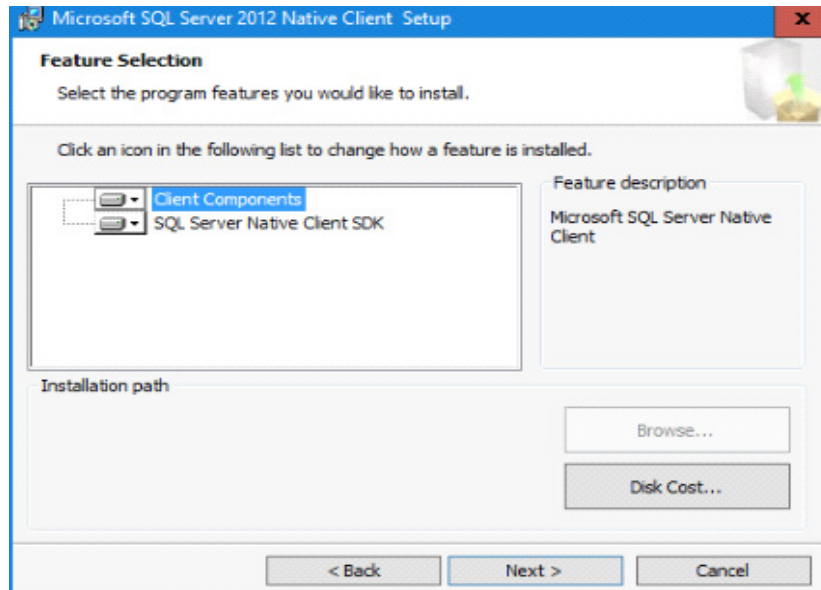 Microsoft SQL Server 2012 Native Client Setup
x
Feature Selection
Select the program features you would like to install.
Click an icon in the following list to change how a feature is installed.
Client Components
SQL Server Native Client SDK
Feature description
Microsoft SQL Server Native
Client
Installation path
Browse...
Disk Cost...
< Back
Next >
Cancel